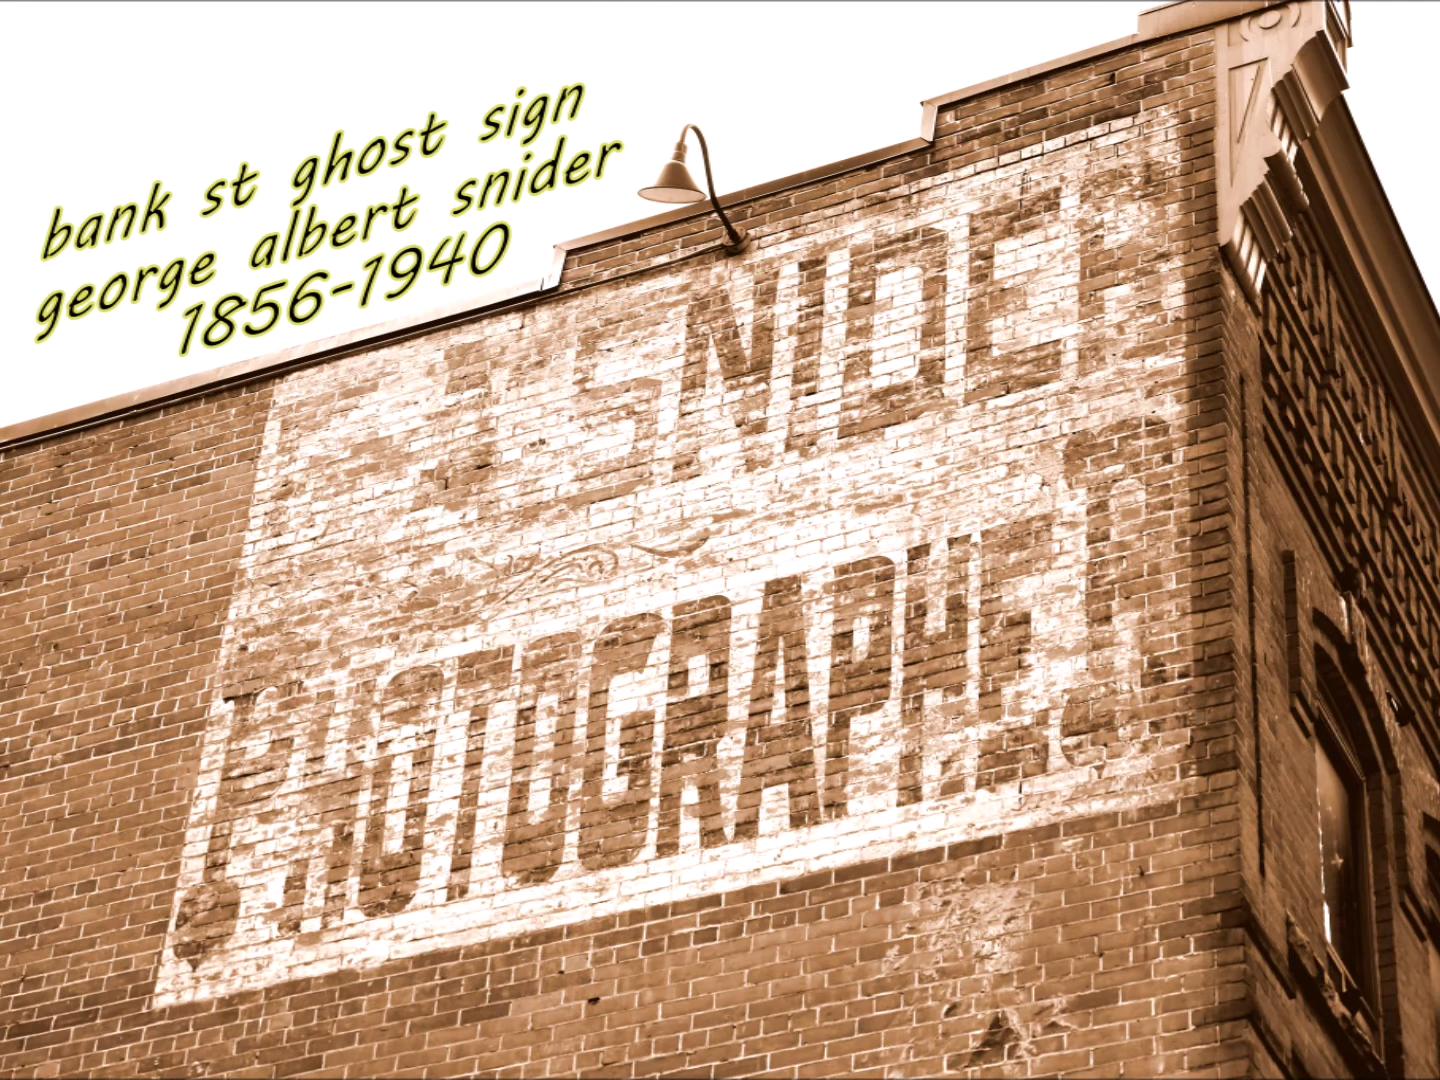 bank st ghost sign
george albert snider
1856-1940
SNIDER
PHOTOGRAPHER